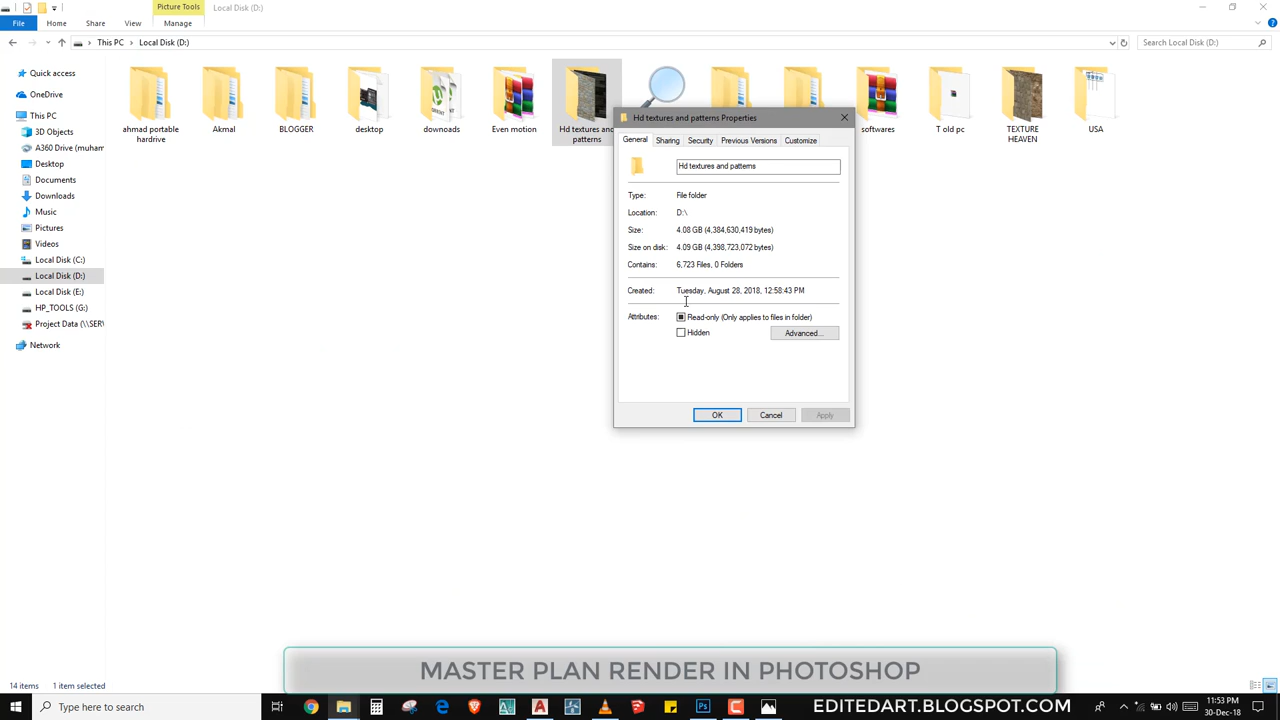 Picture Tools
Local Disk (D:)
File
Home
Share
View
Manage
This PC
Local Disk (D:)
Search Local Disk (D:)
Quick access
OneDrive
This PC
3D Objects
A360 Drive (muham
Desktop
Documents
Downloads
Music
Pictures
Videos
Local Disk (C:)
Local Disk (D:)
Local Disk (E:)
HP_TOOLS (G:)
Project Data (\\SER
Network
ahmad portable
hardrive
Akmal
BLOGGER
desktop
downoads
Even motion
Hd textures and
patterns
softwares
T old pc
TEXTURE
HEAVEN
USA
Hd textures and patterns Properties
General
Sharing
Security
Previous Versions
Customize
Hd textures and patterns
Type: File folder
Location: D:\
Size: 4.08 GB (4,384,630,419 bytes)
Size on disk: 4.09 GB (4,398,723,072 bytes)
Contains: 6,723 Files, 0 Folders
Created: Tuesday, August 28, 2018, 12:58:43 PM
Attributes: Read-only (Only applies to files in folder)
Hidden
Advanced...
OK
Cancel
Apply
MASTER PLAN RENDER IN PHOTOSHOP
14 items 1 item selected
Type here to search
EDITEDART.BLOGSPOT.COM
11:53 PM
30-Dec-18